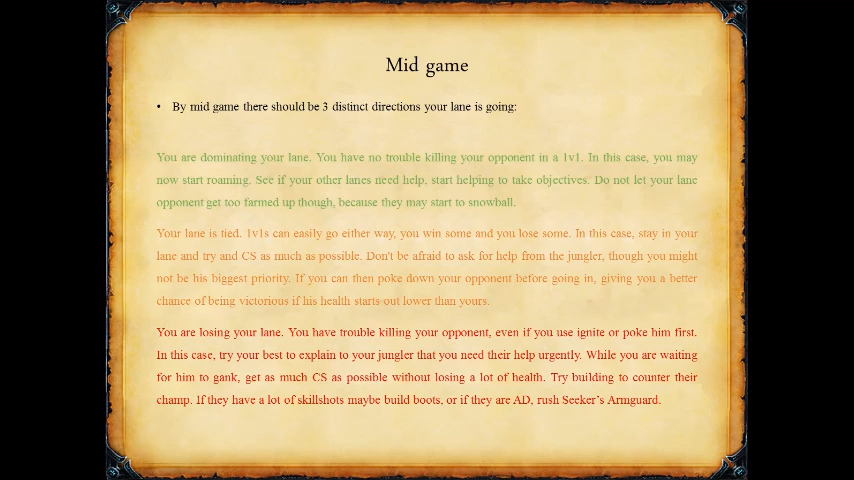 Mid game
• By mid game there should be 3 distinct directions your lane is going:
You are dominating your lane. You have no trouble killing your opponent in a 1v1. In this case, you may
now start roaming. See if your other lanes need help, start helping to take objectives. Do not let your lane
opponent get too farmed up though, because they may start to snowball.
Your lane is tied. 1v1s can easily go either way, you win some and you lose some. In this case, stay in your
lane and try and CS as much as possible. Don't be afraid to ask for help from the jungler, though you might
not be his biggest priority. If you can then poke down your opponent before going in, giving you a better
chance of being victorious if his health starts out lower than yours.
You are losing your lane. You have trouble killing your opponent, even if you use ignite or poke him first.
In this case, try your best to explain to your jungler that you need their help urgently. While you are waiting
for him to gank, get as much CS as possible without losing a lot of health. Try building to counter their
champ. If they have a lot of skillshots maybe build boots, or if they are AD, rush Seeker's Armguard.